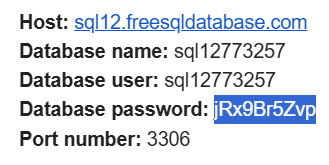 Host: sql12.freesqldatabase.com
Database name: sql12773257
Database user: sql12773257
Database password: jRx9Br5Zvp
Port number: 3306